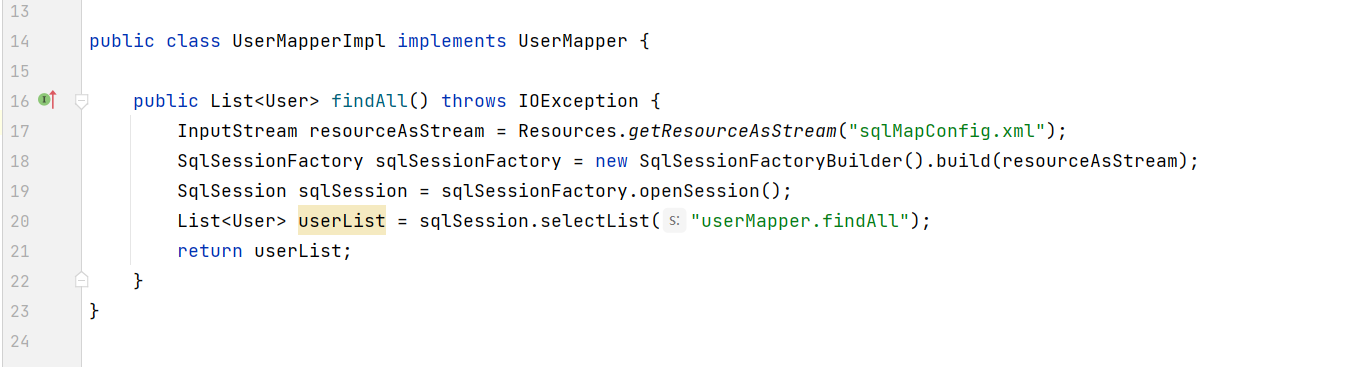 13
14 public class UserMapperImpl implements UserMapper {
15
16 public List<User> findAll() throws IOException {
17 InputStream resourceAsStream = Resources.getResourceAsStream("sqlMapConfig.xml");
18 SqlSessionFactory sqlSessionFactory = new SqlSessionFactoryBuilder().build(resourceAsStream);
19 SqlSession sqlSession = sqlSessionFactory.openSession();
20 List<User> userList = sqlSession.selectList( s: "userMapper.findAll");
21 return userList;
22 }
23 }
24